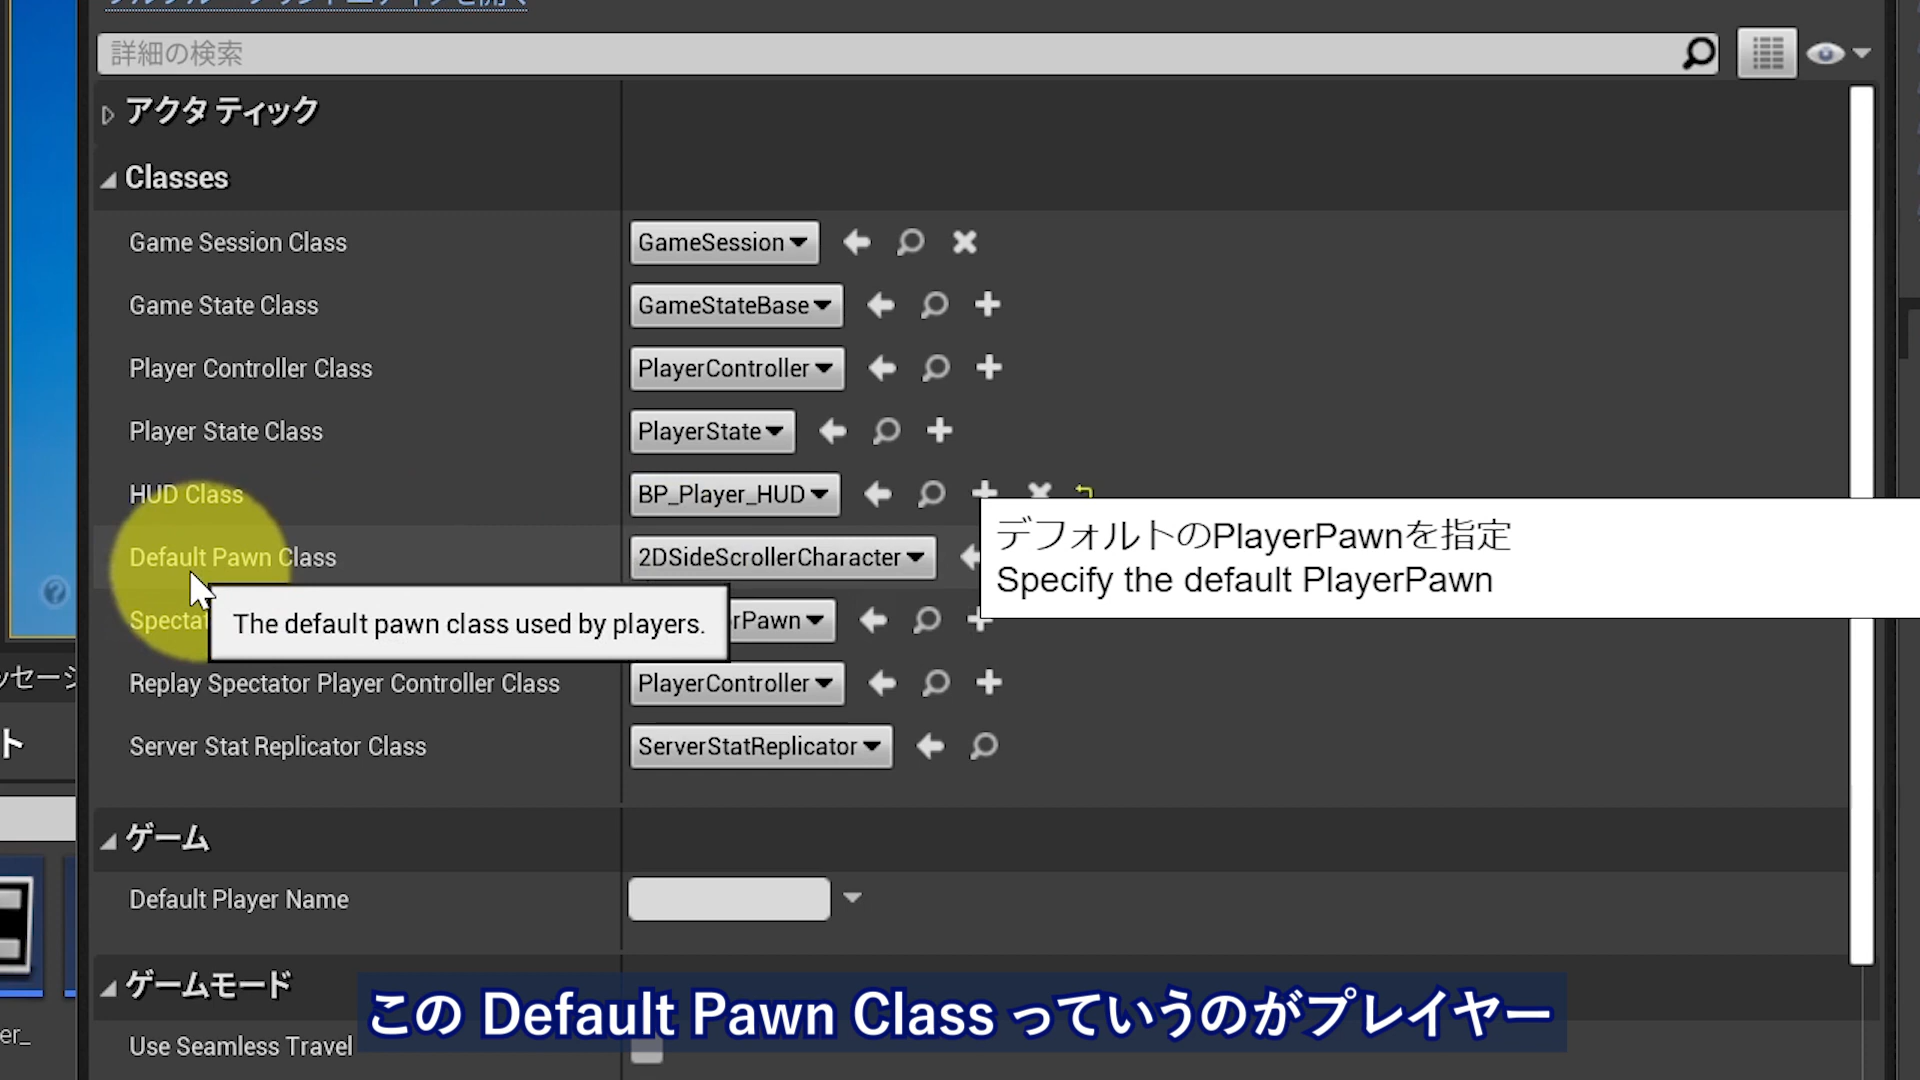 詳細の検索
アクタ ティック
Classes
Game Session Class
GameSession
Game State Class
GameStateBase
Player Controller Class
PlayerController
Player State Class
PlayerState
HUD Class
BP_Player_HUD
Default Pawn Class
2DSideScrollerCharacter
デフォルトのPlayerPawnを指定
Specify the default PlayerPawn
The default pawn class used by players.
Replay Spectator Player Controller Class
PlayerController
Server Stat Replicator Class
ServerStatReplicator
ゲーム
Default Player Name
ゲームモード
Use Seamless Travel
この Default Pawn Class っていうのがプレイヤー